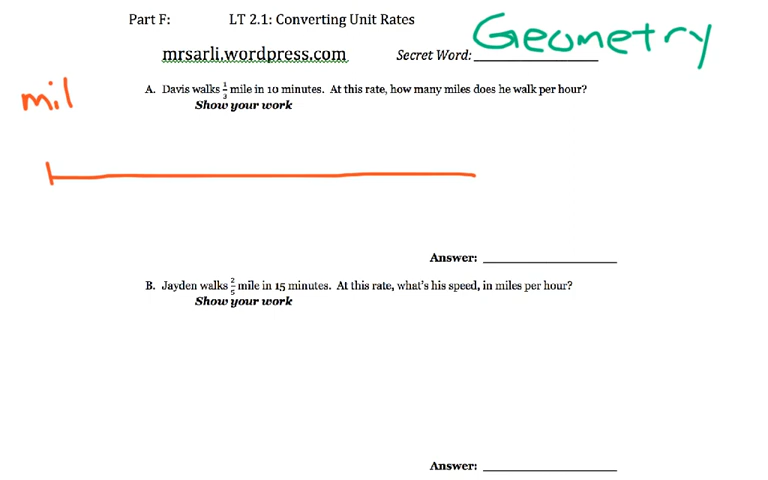 Part F: LT 2.1: Converting Unit Rates
mrsarli.wordpress.com Secret Word: Geometry
mil
A. Davis walks 1/3 mile in 10 minutes. At this rate, how many miles does he walk per hour?
Show your work
Answer:
B. Jayden walks 2/5 mile in 15 minutes. At this rate, what's his speed, in miles per hour?
Show your work
Answer: